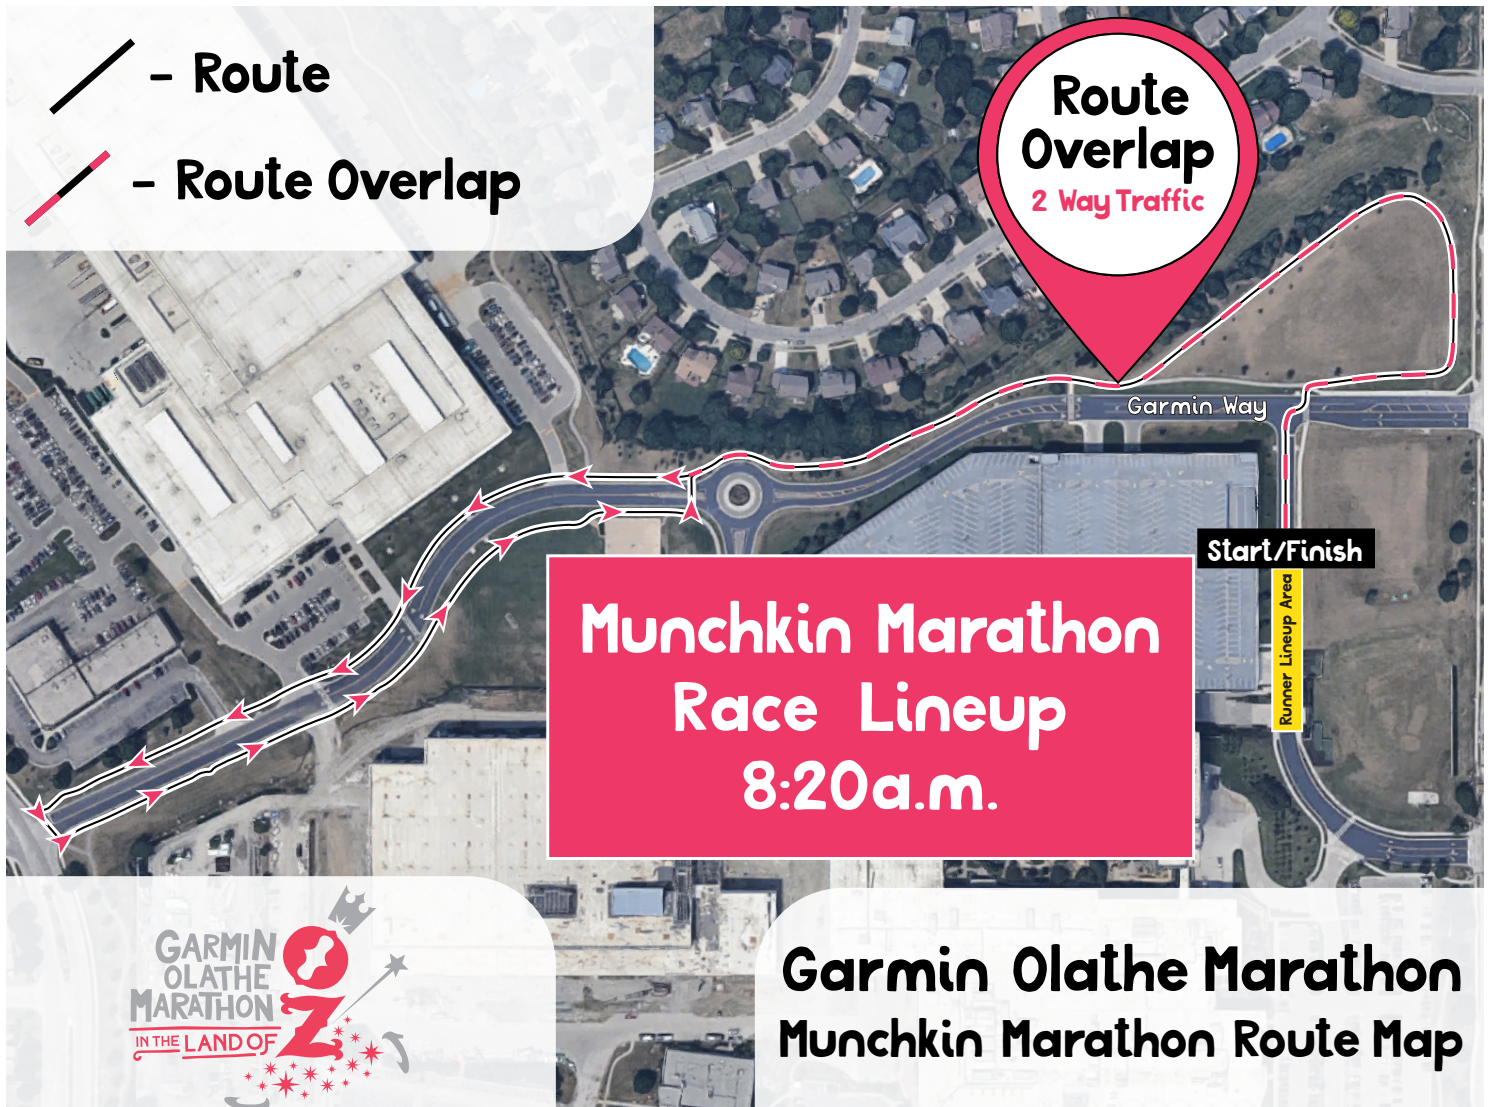 - Route
- Route Overlap
Route
Overlap
2 Way Traffic
Garmin Way
Start/Finish
Runner Lineup Area
Munchkin Marathon
Race Lineup
8:20a.m.
GARMIN
OLATHE
MARATHON
IN THE LAND OF
OZ
Garmin Olathe Marathon
Munchkin Marathon Route Map